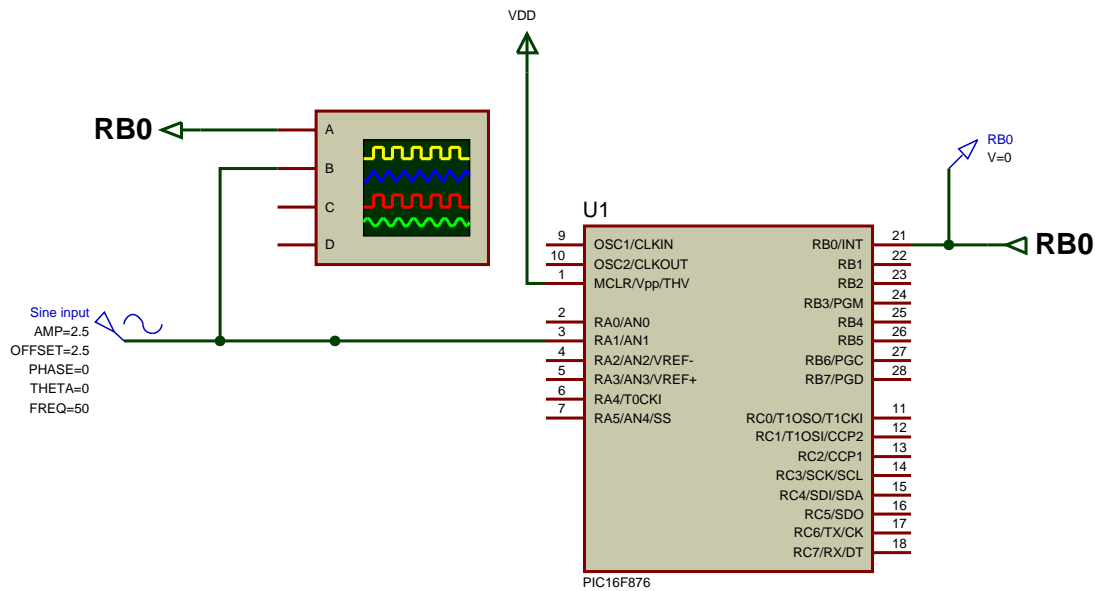 VDD
RB0
A
B
C
D
RB0
V=0
RB0
Sine input
AMP=2.5
OFFSET=2.5
PHASE=0
THETA=0
FREQ=50
U1
9 OSC1/CLKIN
10 OSC2/CLKOUT
1 MCLR/Vpp/THV
2 RA0/AN0
3 RA1/AN1
4 RA2/AN2/VREF-
5 RA3/AN3/VREF+
6 RA4/T0CKI
7 RA5/AN4/SS
RB0/INT 21
RB1 22
RB2 23
RB3/PGM 24
RB4 25
RB5 26
RB6/PGC 27
RB7/PGD 28
RC0/T1OSO/T1CKI 11
RC1/T1OSI/CCP2 12
RC2/CCP1 13
RC3/SCK/SCL 14
RC4/SDI/SDA 15
RC5/SDO 16
RC6/TX/CK 17
RC7/RX/DT 18
PIC16F876